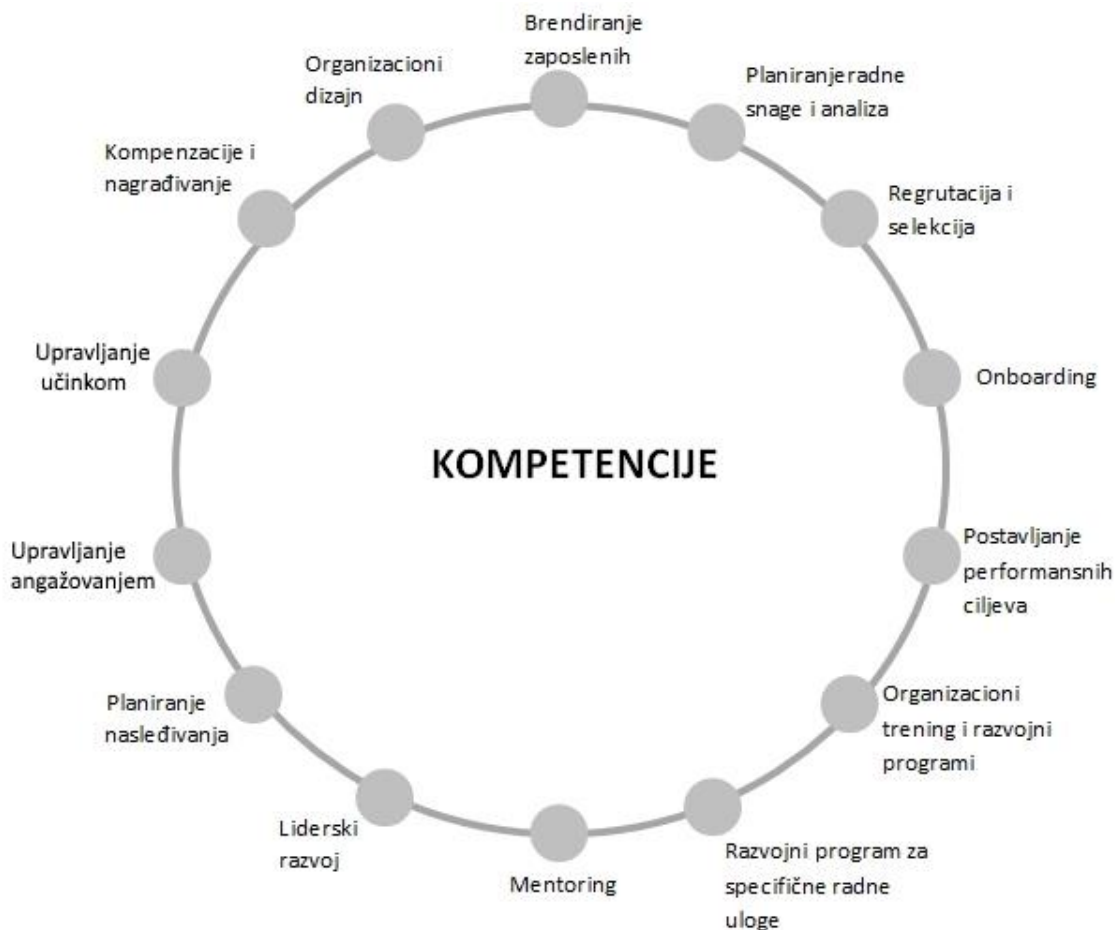 Brendiranje
zaposlenih
Planiranjeradne
snage i analiza
Regrutacija i
selekcija
Onboarding
Postavljanje
performansnih
ciljeva
Organizacioni
trening i razvojni
programi
Razvojni program za
specifične radne
uloge
Mentoring
Liderski
razvoj
Planiranje
nasleđivanja
Upravljanje
angažovanjem
Upravljanje
učinkom
Kompenzacije i
nagrađivanje
Organizacioni
dizajn
KOMPETENCIJE